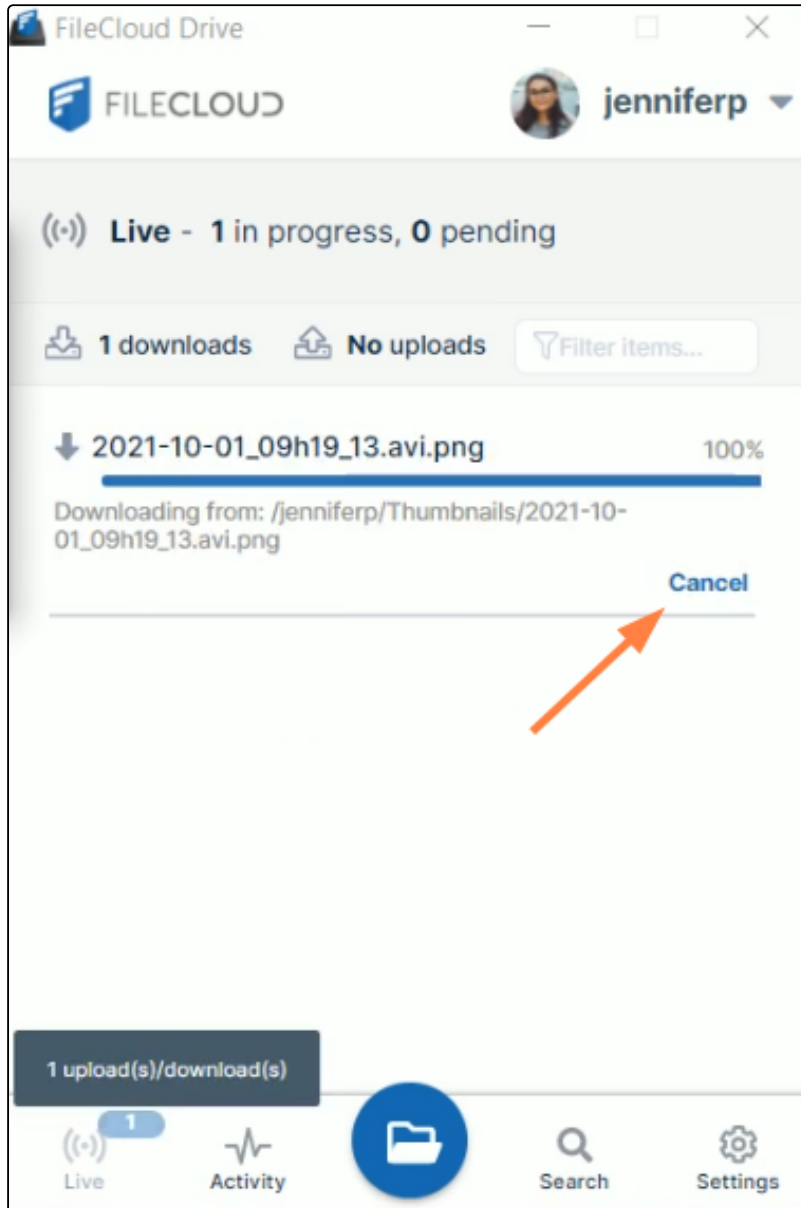 FileCloud Drive
FILECLOUD
jenniferp
Live - 1 in progress, 0 pending
1 downloads No uploads Filter items...
2021-10-01_09h19_13.avi.png 100%
Downloading from: /jenniferp/Thumbnails/2021-10-
01_09h19_13.avi.png
Cancel
1 upload(s)/download(s)
1
Live Activity Search Settings